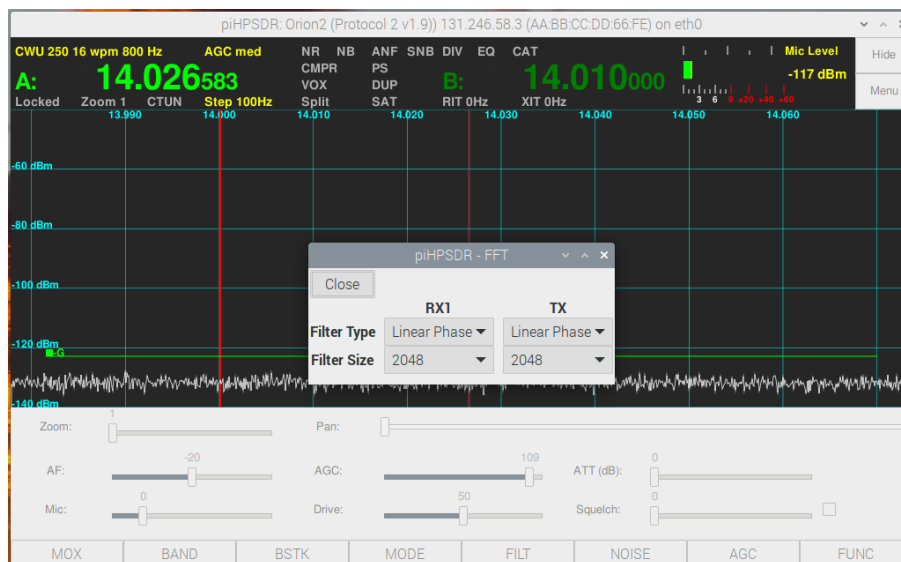 piHPSDR: Orion2 (Protocol 2 v1.9)) 131.246.58.3 (AA:BB:CC:DD:66:FE) on eth0
CWU 250 16 wpm 800 Hz AGC med NR NB ANF SNB DIV EQ CAT Mic Level Hide
CMPR PS
A: 14.026583 VOX DUP B: 14.010000 -117 dBm
Locked Zoom 1 CTUN Step 100Hz Split SAT RIT 0Hz XIT 0Hz 3 6 9 +20 +40 +60 Menu
13.990 14.000 14.010 14.020 14.030 14.040 14.050 14.060
-60 dBm
-80 dBm
piHPSDR - FFT
Close
-100 dBm
RX1 TX
Filter Type Linear Phase Linear Phase
-120 dBm
-G
Filter Size 2048 2048
-140 dBm
1
Zoom: Pan:
-20 109 0
AF: AGC: ATT (dB):
0 50 0
Mic: Drive: Squelch:
MOX BAND BSTK MODE FILT NOISE AGC FUNC